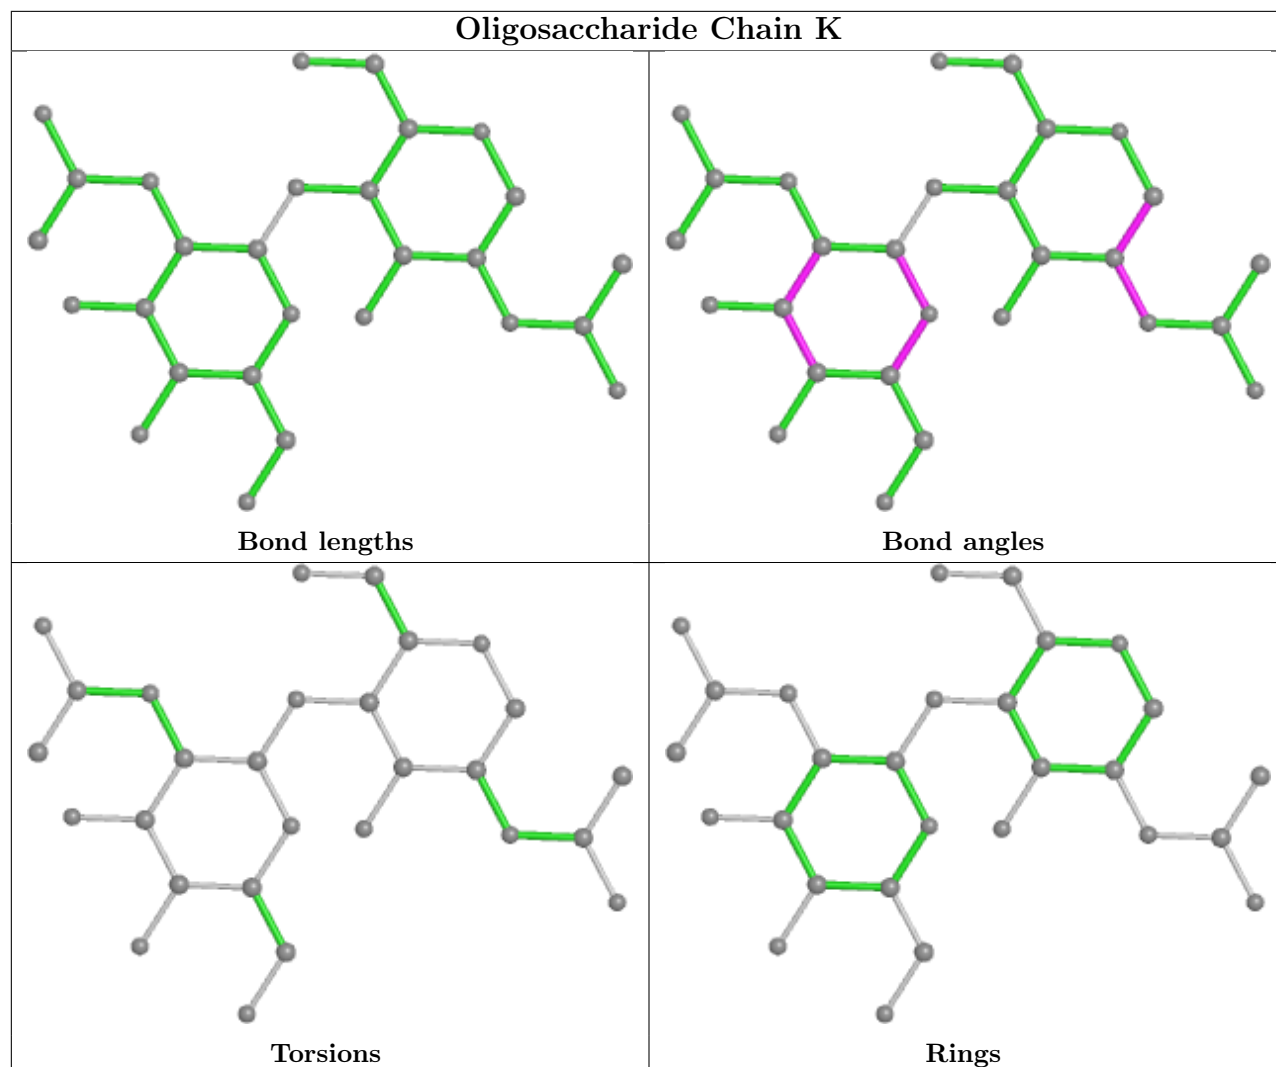 Oligosaccharide Chain K
Bond lengths
Bond angles
Torsions
Rings